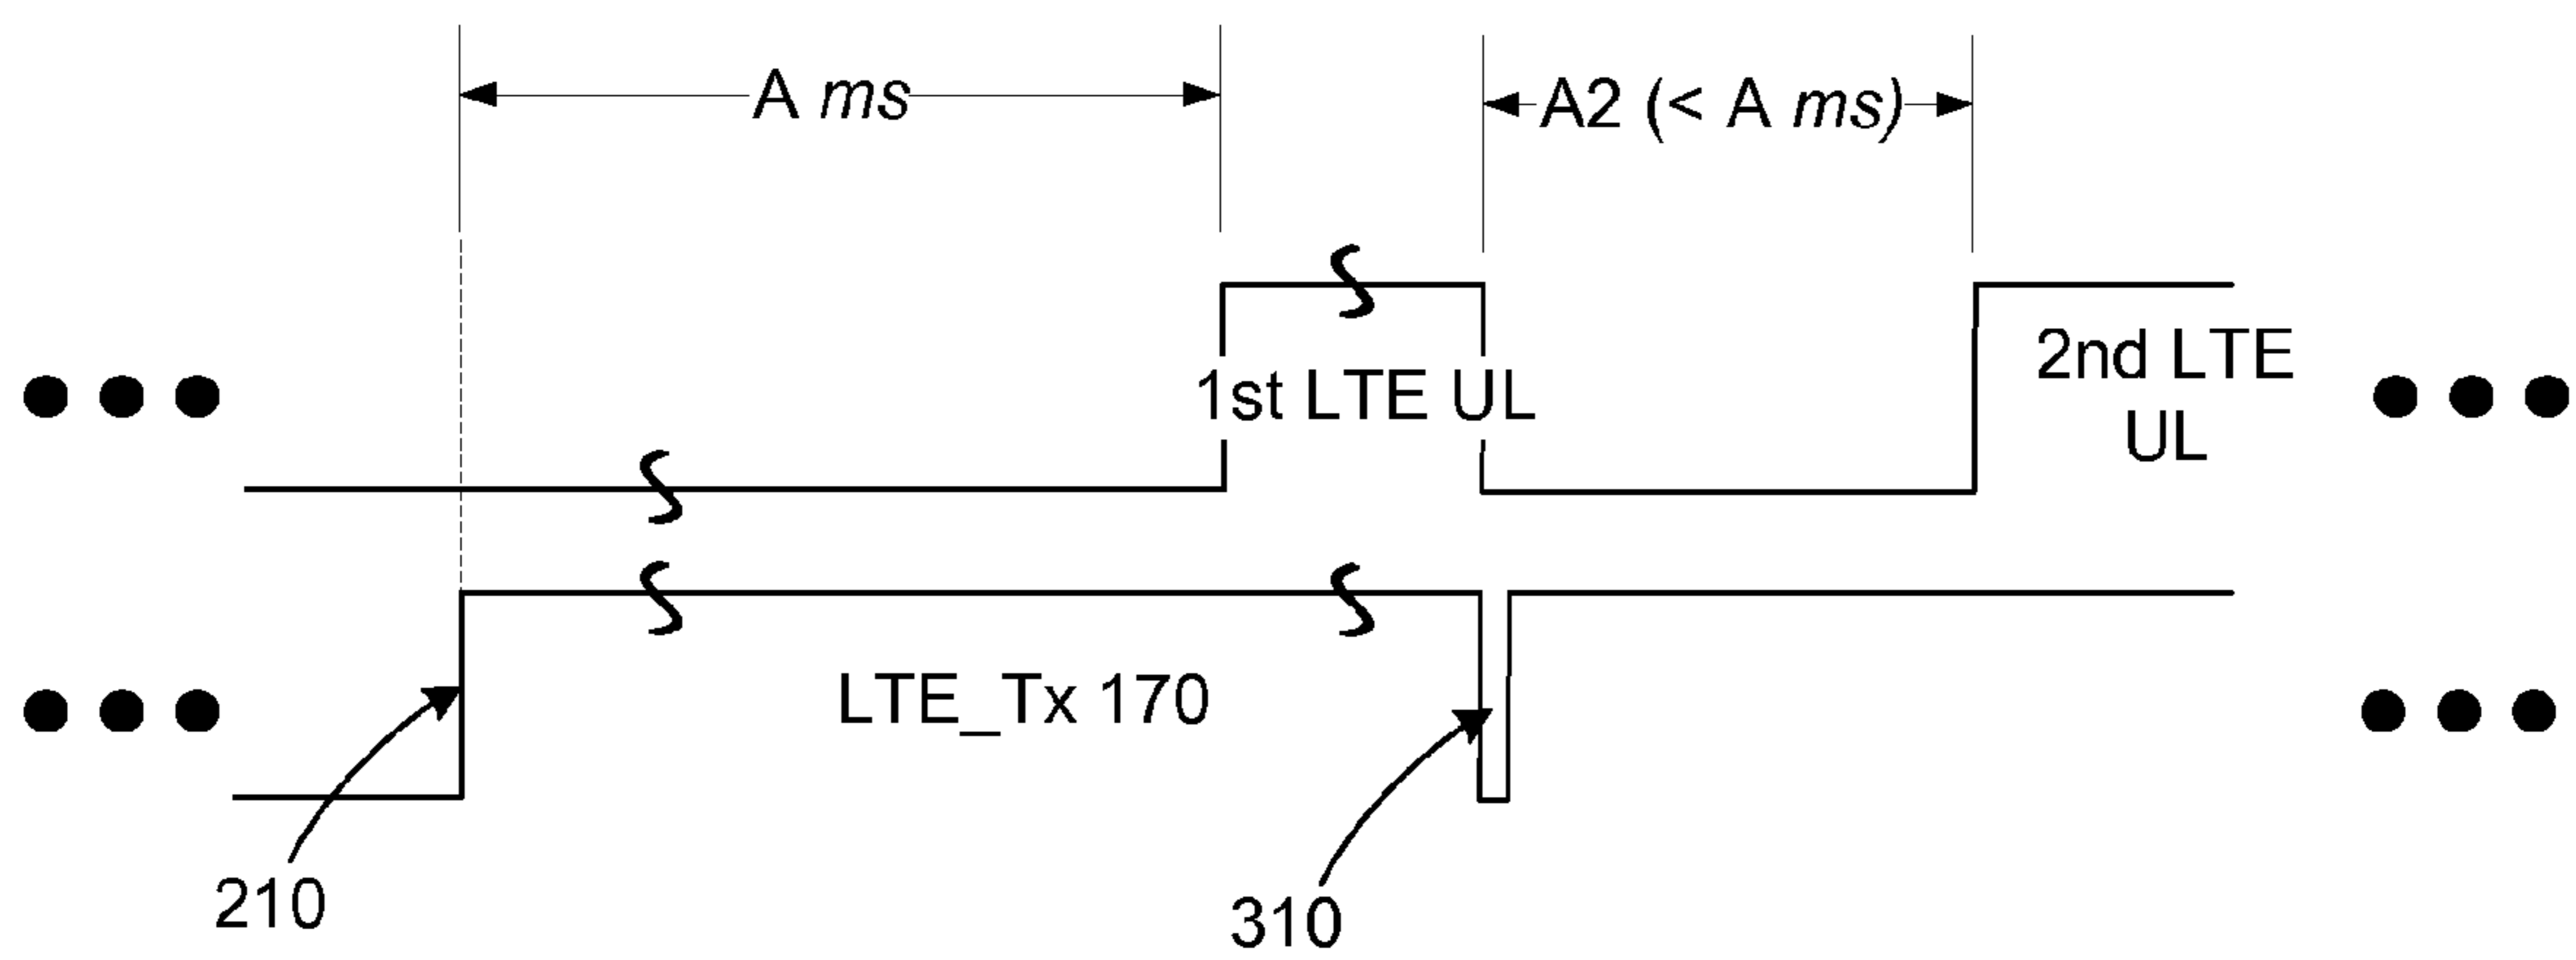 A ms
A2 (< A ms)
1st LTE UL
2nd LTE
UL
LTE_Tx 170
210
310